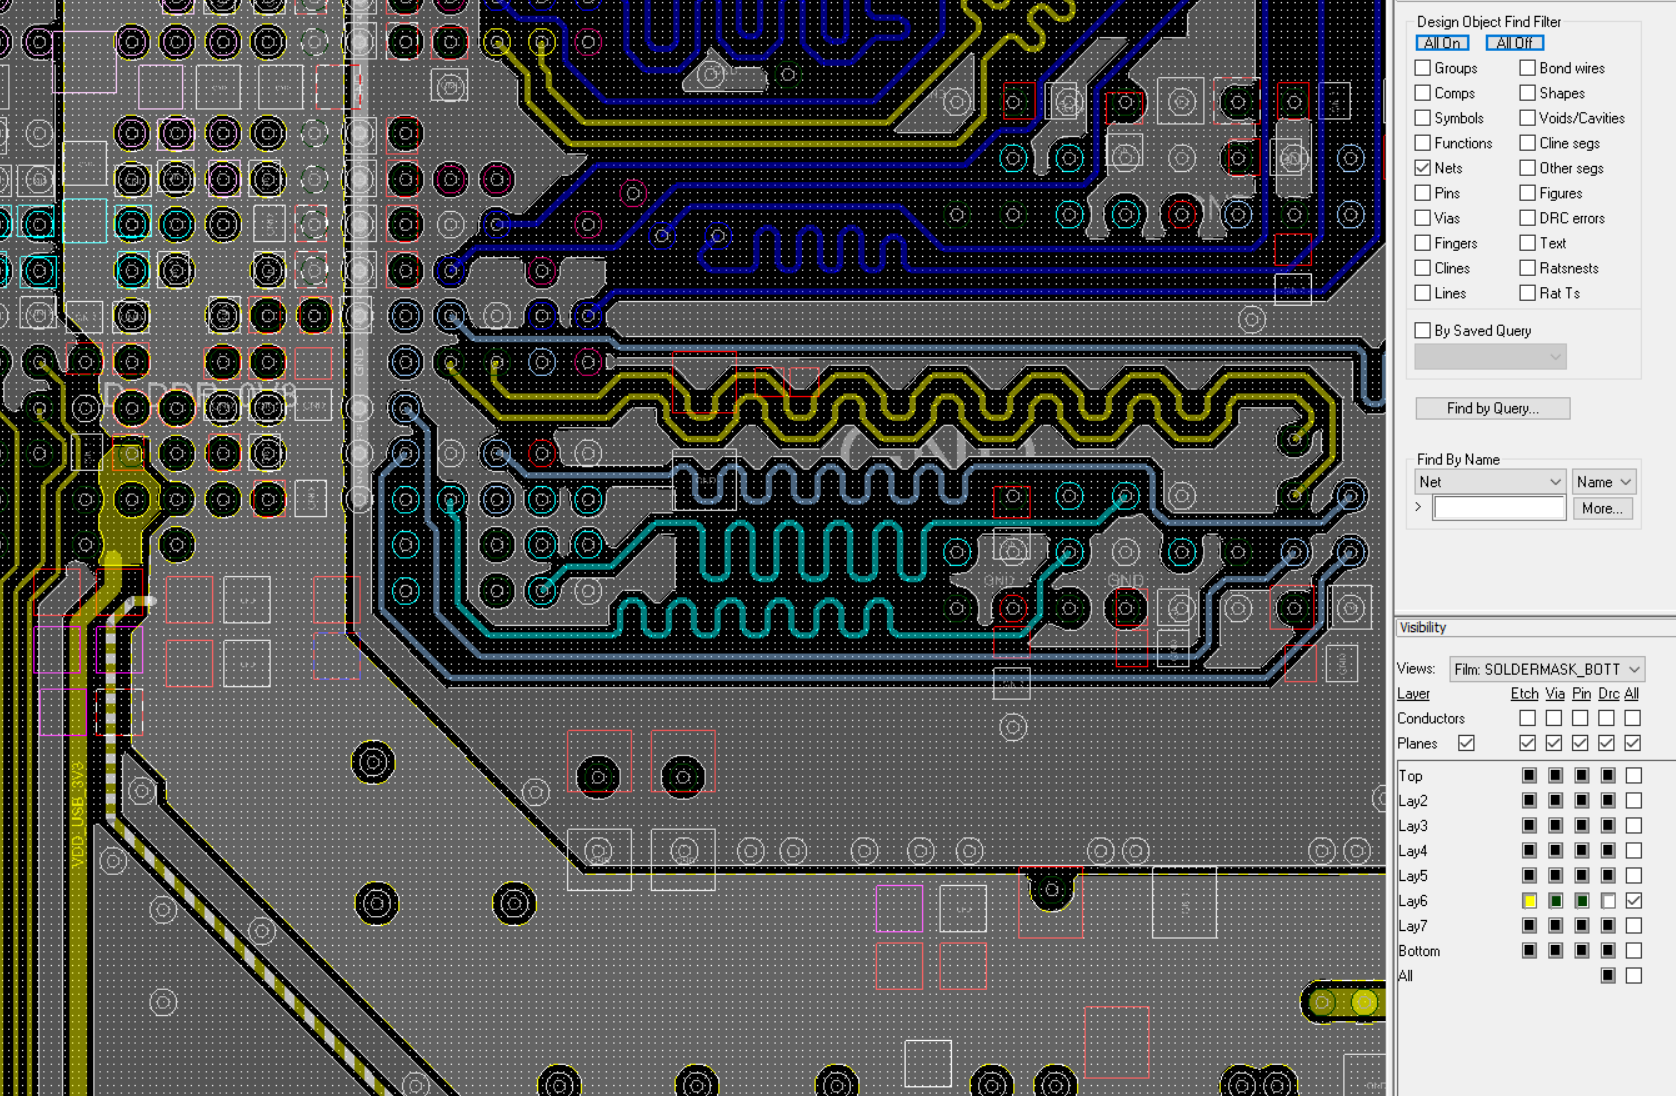 Design Object Find Filter
All On All Off
Groups Bond wires
Comps Shapes
Symbols Voids/Cavities
Functions Cline segs
Nets Other segs
Pins Figures
Vias DRC errors
Fingers Text
Clines Ratsnests
Lines Rat Ts
By Saved Query
Find by Query...
Find By Name
Net Name
> More...
Visibility
Views: Film: SOLDERMASK_BOTT
Layer Etch Via Pin Drc All
Conductors
Planes
Top
Lay2
Lay3
Lay4
Lay5
Lay6
Lay7
Bottom
All
GND
GND
GND
GND
VDD_USB_3V3